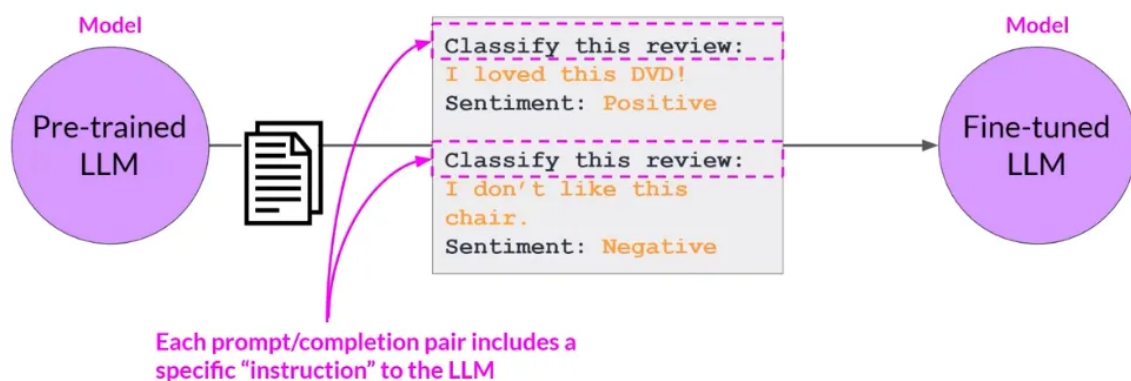 Model
Pre-trained
LLM
Classify this review:
I loved this DVD!
Sentiment: Positive
Classify this review:
I don’t like this
chair.
Sentiment: Negative
Model
Fine-tuned
LLM
Each prompt/completion pair includes a
specific “instruction” to the LLM